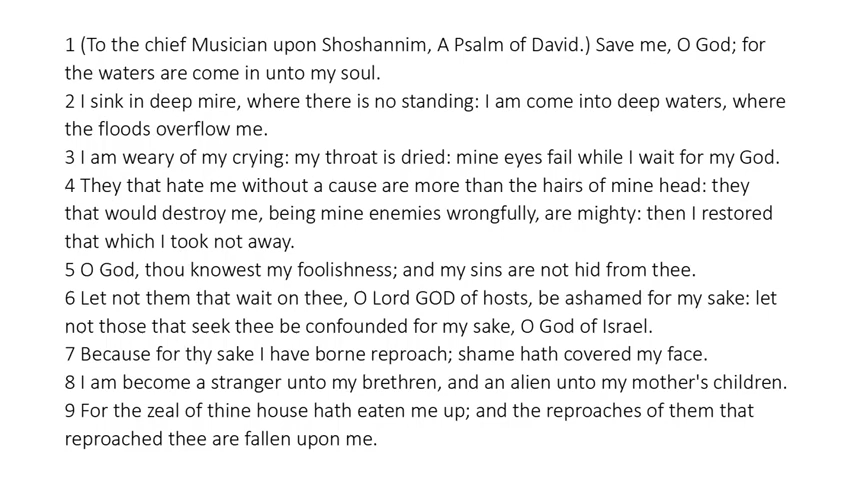 1 (To the chief Musician upon Shoshannim, A Psalm of David.) Save me, O God; for
the waters are come in unto my soul.
2 I sink in deep mire, where there is no standing: I am come into deep waters, where
the floods overflow me.
3 I am weary of my crying: my throat is dried: mine eyes fail while I wait for my God.
4 They that hate me without a cause are more than the hairs of mine head: they
that would destroy me, being mine enemies wrongfully, are mighty: then I restored
that which I took not away.
5 O God, thou knowest my foolishness; and my sins are not hid from thee.
6 Let not them that wait on thee, O Lord GOD of hosts, be ashamed for my sake: let
not those that seek thee be confounded for my sake, O God of Israel.
7 Because for thy sake I have borne reproach; shame hath covered my face.
8 I am become a stranger unto my brethren, and an alien unto my mother's children.
9 For the zeal of thine house hath eaten me up; and the reproaches of them that
reproached thee are fallen upon me.